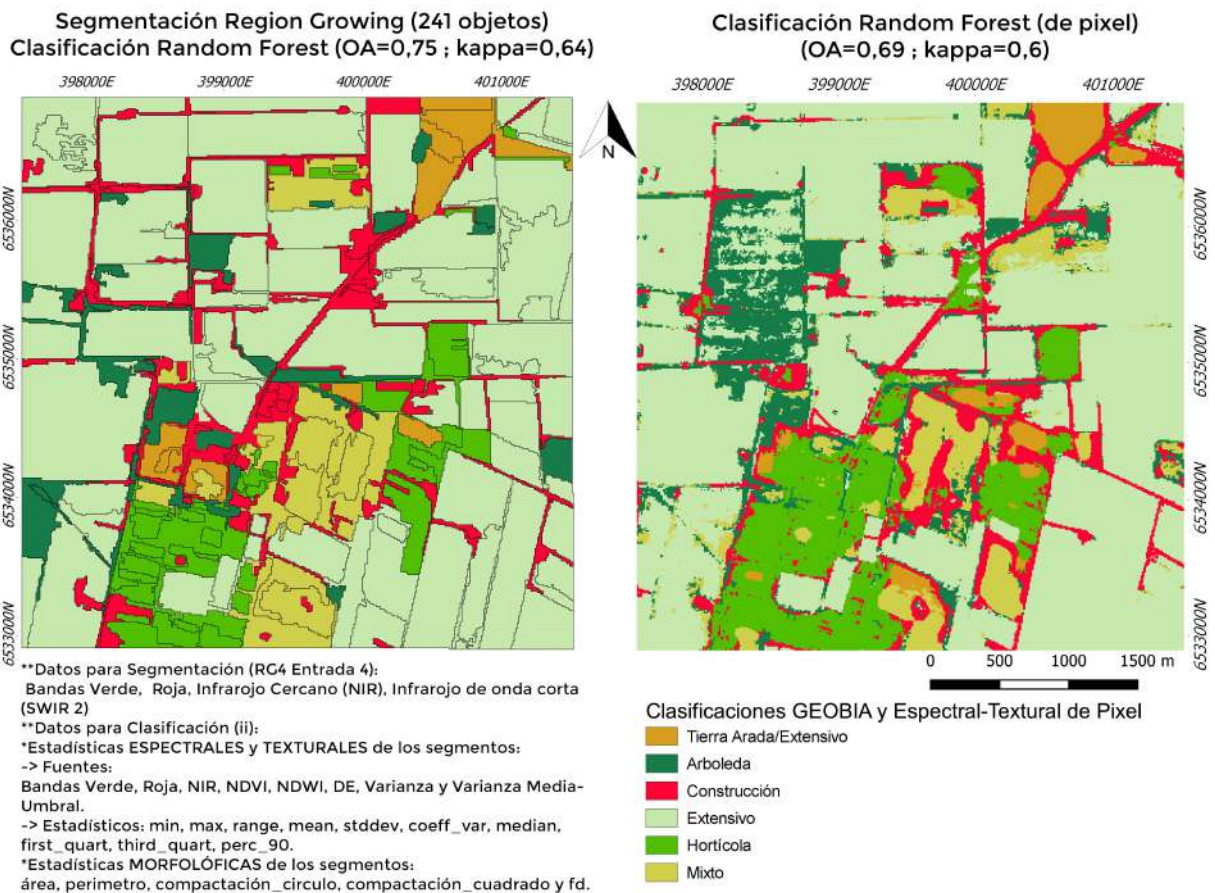 Segmentación Region Growing (241 objetos)
Clasificación Random Forest (OA=0,75 ; kappa=0,64)
398000E 399000E 400000E 401000E
6536000N
6535000N
6534000N
6533000N
N
Clasificación Random Forest (de pixel)
(OA=0,69 ; kappa=0,6)
398000E 399000E 400000E 401000E
6536000N
6535000N
6534000N
6533000N
0 500 1000 1500 m
**Datos para Segmentación (RG4 Entrada 4):
Bandas Verde, Roja, Infrarojo Cercano (NIR), Infrarojo de onda corta
(SWIR 2)
**Datos para Clasificación (ii):
*Estadísticas ESPECTRALES y TEXTURALES de los segmentos:
-> Fuentes:
Bandas Verde, Roja, NIR, NDVI, NDWI, DE, Varianza y Varianza Media-
Umbral.
-> Estadísticos: min, max, range, mean, stddev, coeff_var, median,
first_quart, third_quart, perc_90.
*Estadísticas MORFOLÓFICAS de los segmentos:
área, perimetro, compactación_circulo, compactación_cuadrado y fd.
Clasificaciones GEOBIA y Espectral-Textural de Pixel
Tierra Arada/Extensivo
Arboleda
Construcción
Extensivo
Hortícola
Mixto